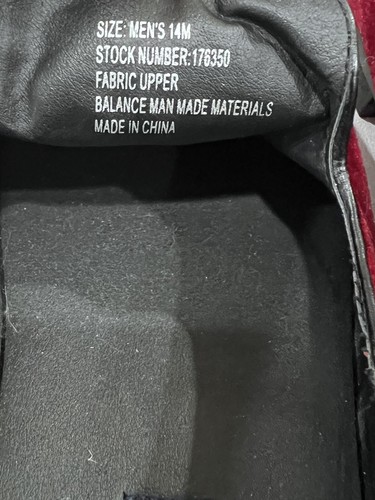 SIZE: MEN'S 14M
STOCK NUMBER:176350
FABRIC UPPER
BALANCE MAN MADE MATERIALS
MADE IN CHINA